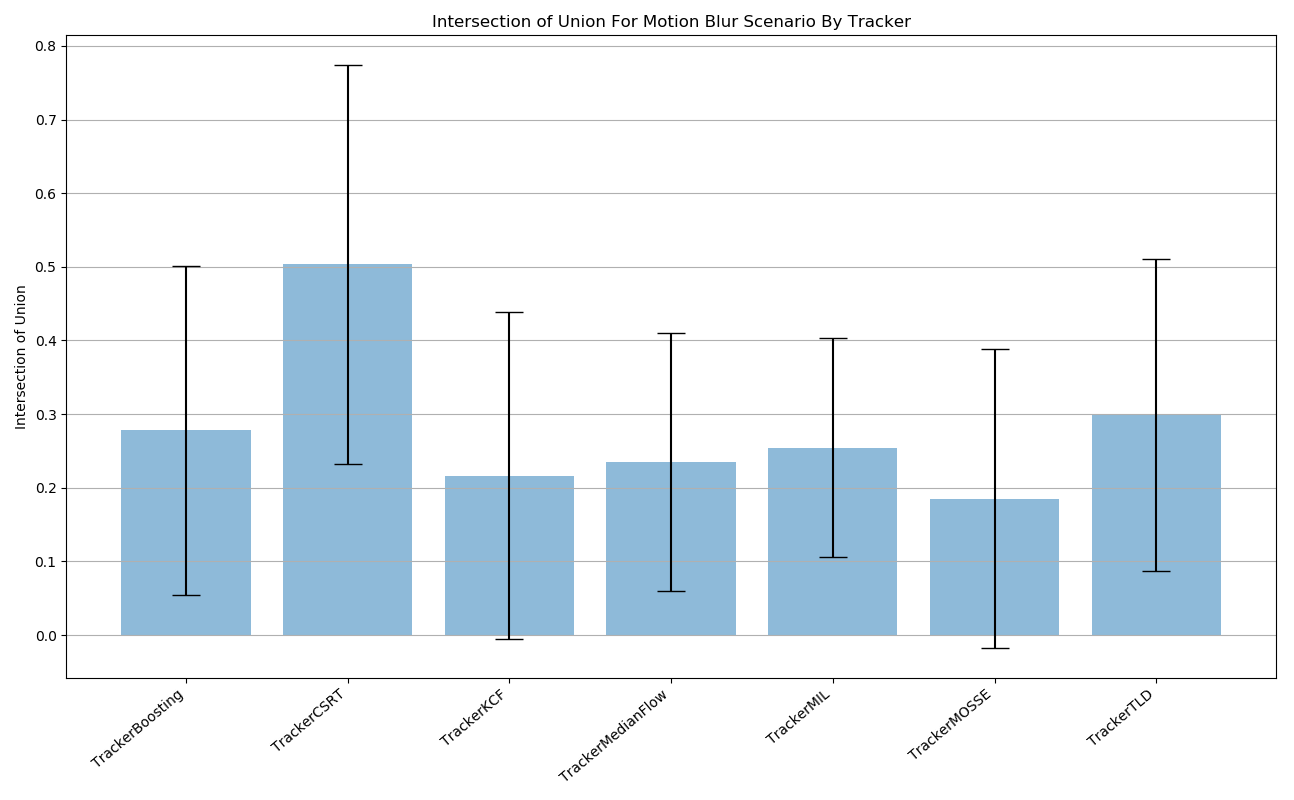 Intersection of Union For Motion Blur Scenario By Tracker
Intersection of Union
0.8
0.7
0.6
0.5
0.4
0.3
0.2
0.1
0.0
TrackerBoosting
TrackerCSRT
TrackerKCF
TrackerMedianFlow
TrackerMIL
TrackerMOSSE
TrackerTLD